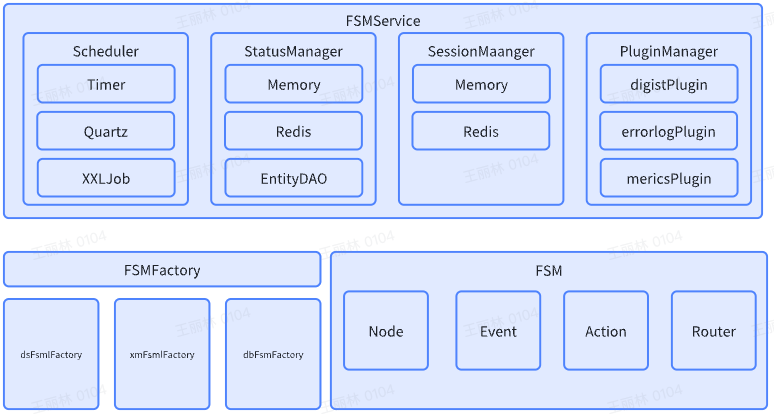 FSMService
Scheduler
StatusManager
SessionMaanger
PluginManager
Timer
Memory
Memory
digistPlugin
Quartz
Redis
Redis
errorlogPlugin
XXLJob
EntityDAO
mericsPlugin
FSMFactory
FSM
dsFsmlFactory
xmFsmlFactory
dbFsmFactory
Node
Event
Action
Router
王丽林 0104